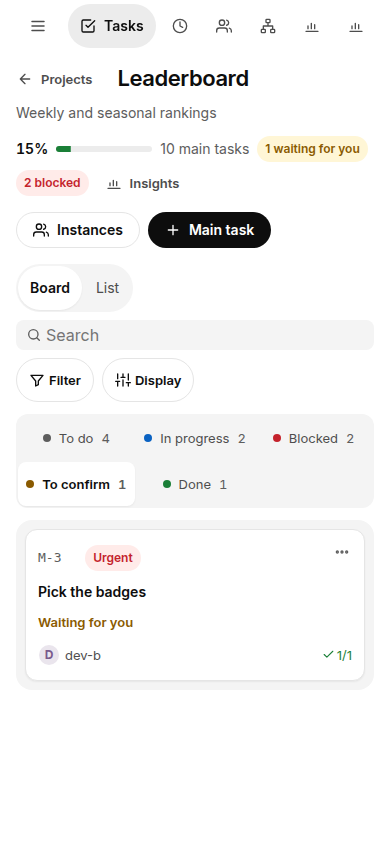 Tasks
Projects
Leaderboard
Weekly and seasonal rankings
15% 10 main tasks 1 waiting for you
2 blocked Insights
Instances Main task
Board List
Search
Filter Display
To do 4 In progress 2 Blocked 2
To confirm 1 Done 1
M-3 Urgent
Pick the badges
Waiting for you
D dev-b 1/1